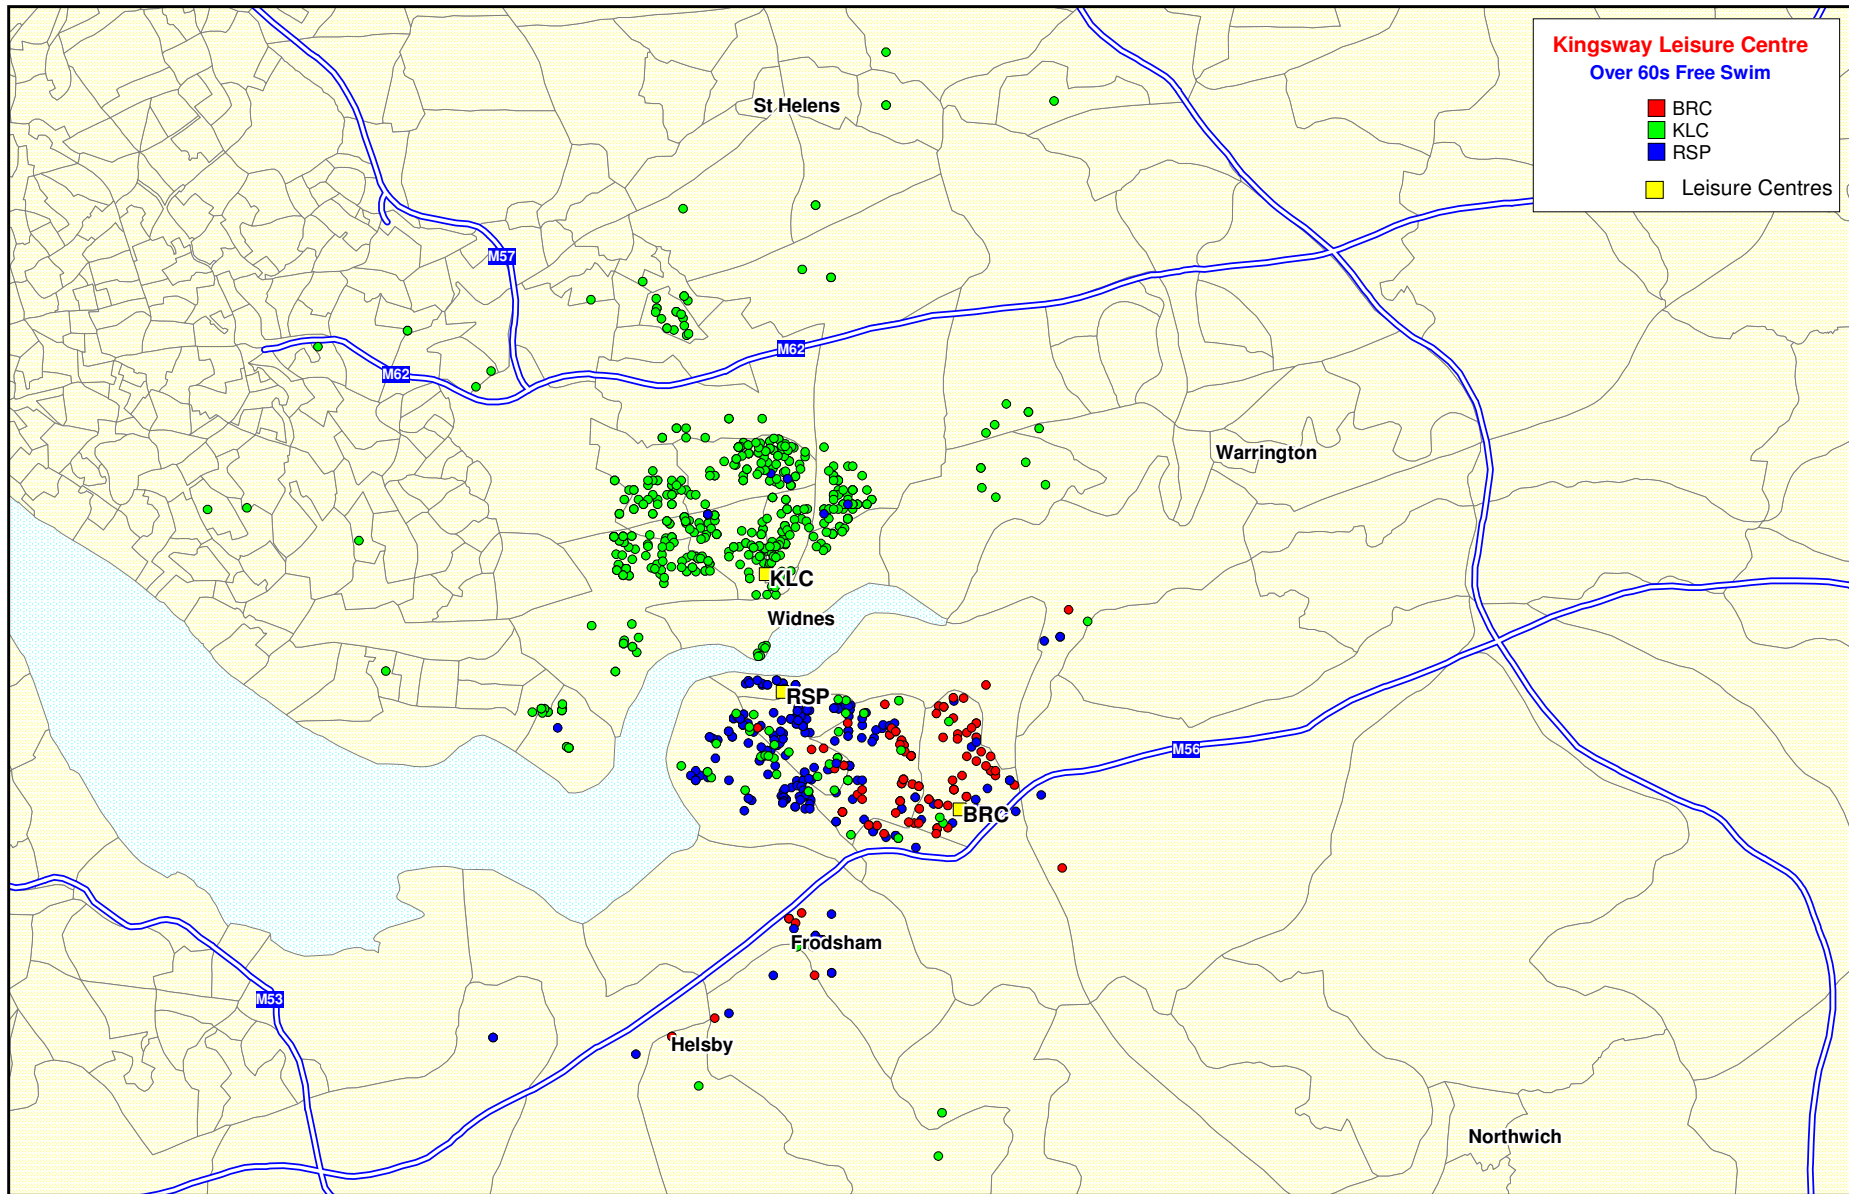 Kingsway Leisure Centre
Over 60s Free Swim
BRC
KLC
RSP
Leisure Centres
St Helens
M57
M62
M62
Warrington
KLC
Widnes
RSP
M56
BRC
Frodsham
M53
Helsby
Northwich